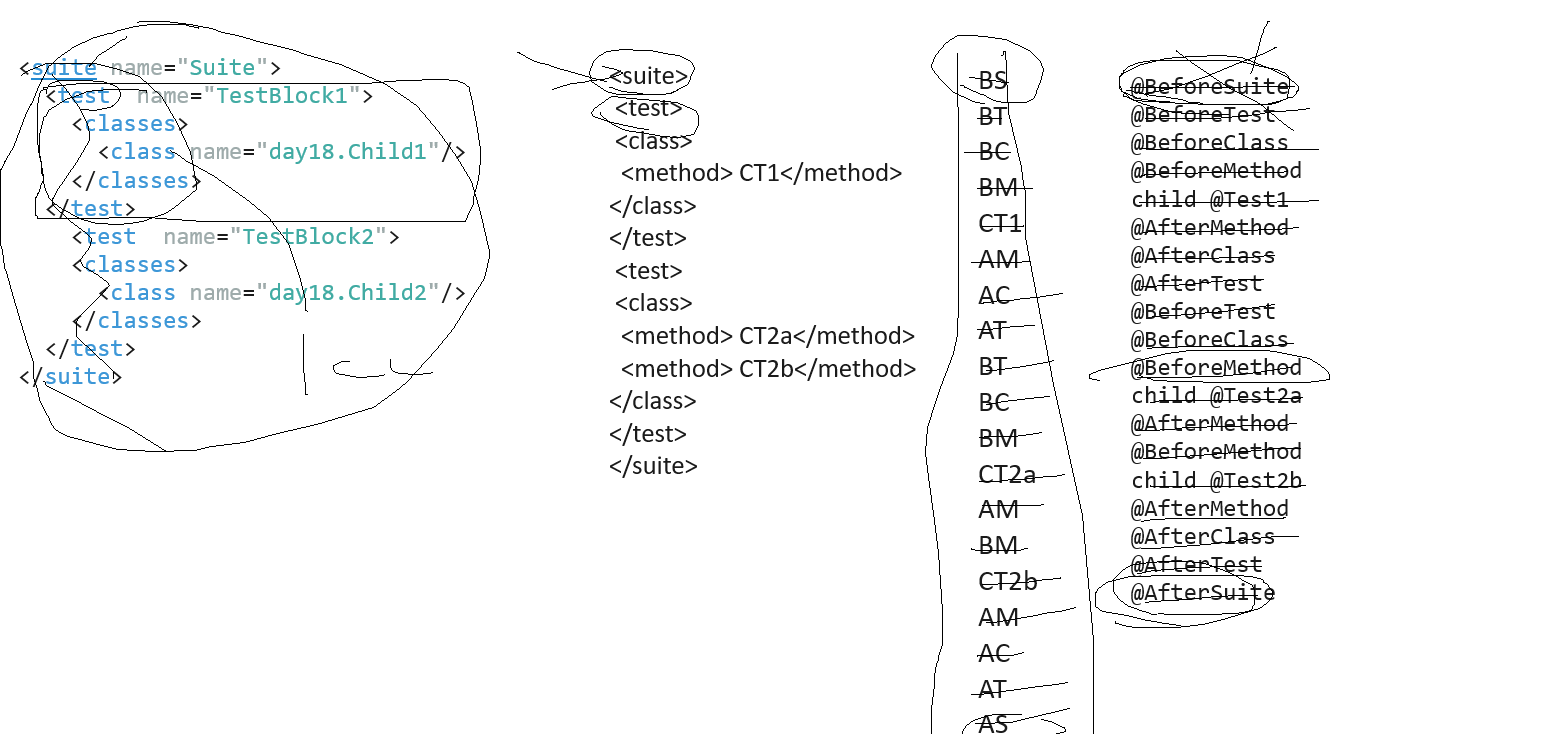 <suite name="Suite">
<test name="TestBlock1">
<classes>
<class name="day18.Child1"/>
</classes>
</test>
<test name="TestBlock2">
<classes>
<class name="day18.Child2"/>
</classes>
</test>
</suite>
<suite>
<test>
<class>
<method> CT1</method>
</class>
</test>
<test>
<class>
<method> CT2a</method>
<method> CT2b</method>
</class>
</test>
</suite>
BS
BT
BC
BM
CT1
AM
AC
AT
BT
BC
BM
CT2a
AM
BM
CT2b
AM
AC
AT
AS
@BeforeSuite
@BeforeTest
@BeforeClass
@BeforeMethod
child @Test1
@AfterMethod
@AfterClass
@AfterTest
@BeforeTest
@BeforeClass
@BeforeMethod
child @Test2a
@AfterMethod
@BeforeMethod
child @Test2b
@AfterMethod
@AfterClass
@AfterTest
@AfterSuite